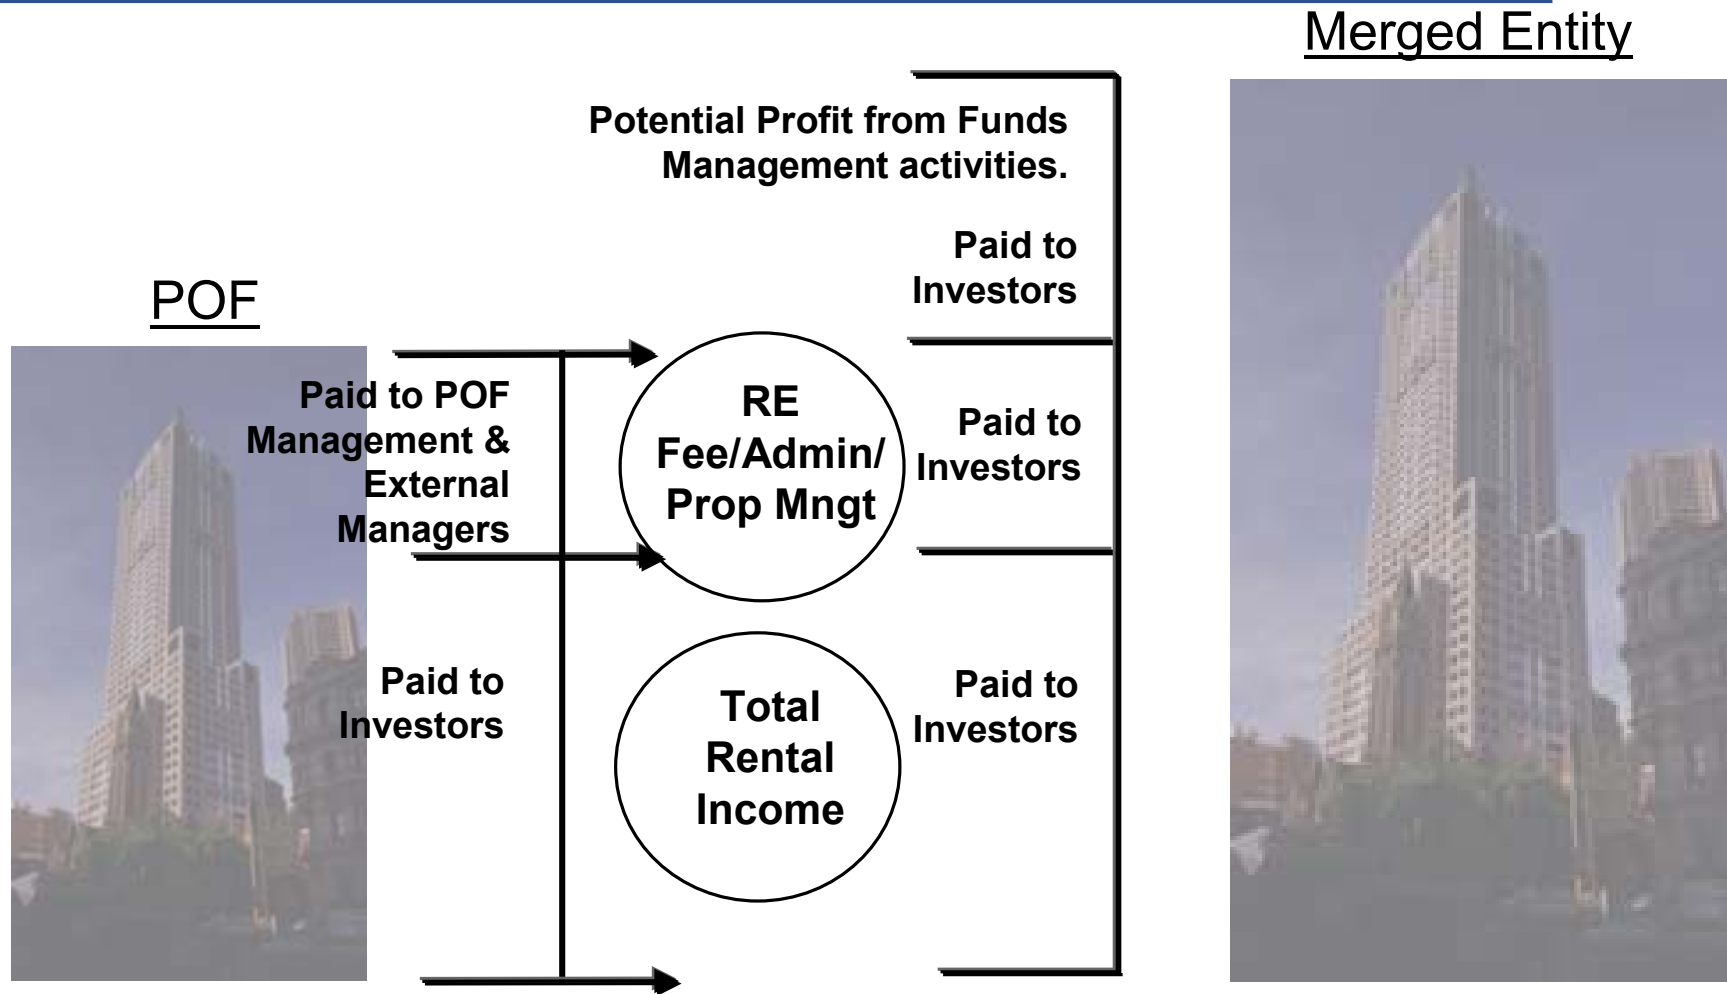 Merged Entity
Potential Profit from Funds
Management activities.
Paid to
Investors
POF
Paid to POF
Management &
External
Managers
RE
Fee/Admin/
Prop Mngt
Paid to
Investors
Paid to
Investors
Total
Rental
Income
Paid to
Investors